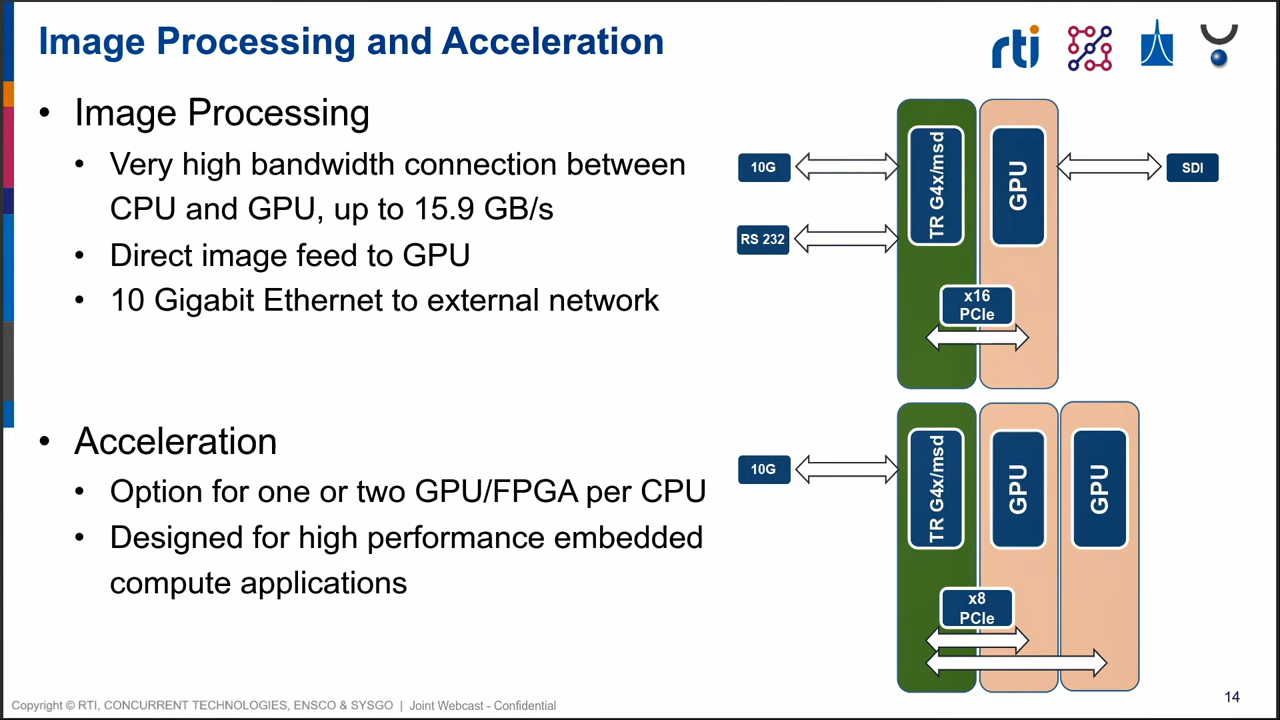 Image Processing and Acceleration
rti
• Image Processing
• Very high bandwidth connection between
CPU and GPU, up to 15.9 GB/s
• Direct image feed to GPU
• 10 Gigabit Ethernet to external network
10G
RS 232
TR G4x/msd
GPU
SDI
x16
PCIe
• Acceleration
• Option for one or two GPU/FPGA per CPU
• Designed for high performance embedded
compute applications
10G
TR G4x/msd
GPU
GPU
x8
PCIe
Copyright © RTI, CONCURRENT TECHNOLOGIES, ENSCO & SYSGO | Joint Webcast - Confidential
14